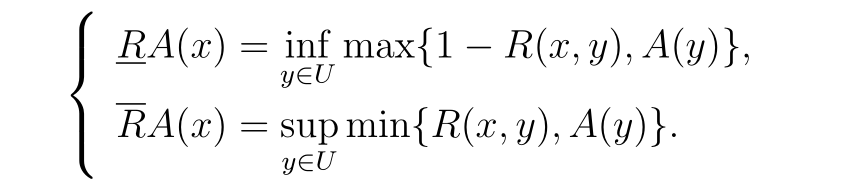 \underline{R}A(x) = \inf_{y \in U} \max\{1 - R(x, y), A(y)\},
\overline{R}A(x) = \sup_{y \in U} \min\{R(x, y), A(y)\}.